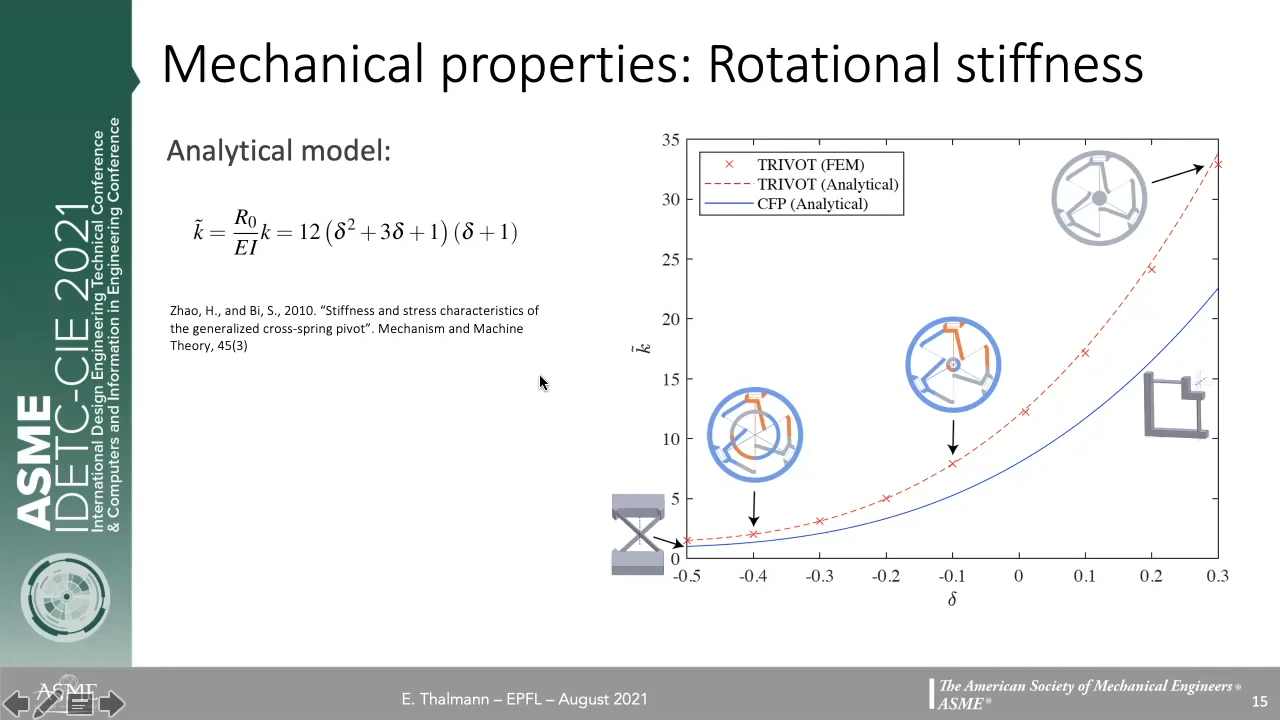 Mechanical properties: Rotational stiffness
Analytical model:
k̃ = R₀/EI k = 12 (δ² + 3δ + 1) (δ + 1)
Zhao, H., and Bi, S., 2010. “Stiffness and stress characteristics of
the generalized cross-spring pivot”. Mechanism and Machine
Theory, 45(3)
TRIVOT (FEM)
TRIVOT (Analytical)
CFP (Analytical)
35
30
25
20
15
10
5
0
k̃
-0.5 -0.4 -0.3 -0.2 -0.1 0 0.1 0.2 0.3
δ
ASME
IDETC-CIE 2021
International Design Engineering Technical Conference
& Computers and Information in Engineering Conference
ASME
E. Thalmann – EPFL – August 2021
The American Society of Mechanical Engineers ®
ASME®
15